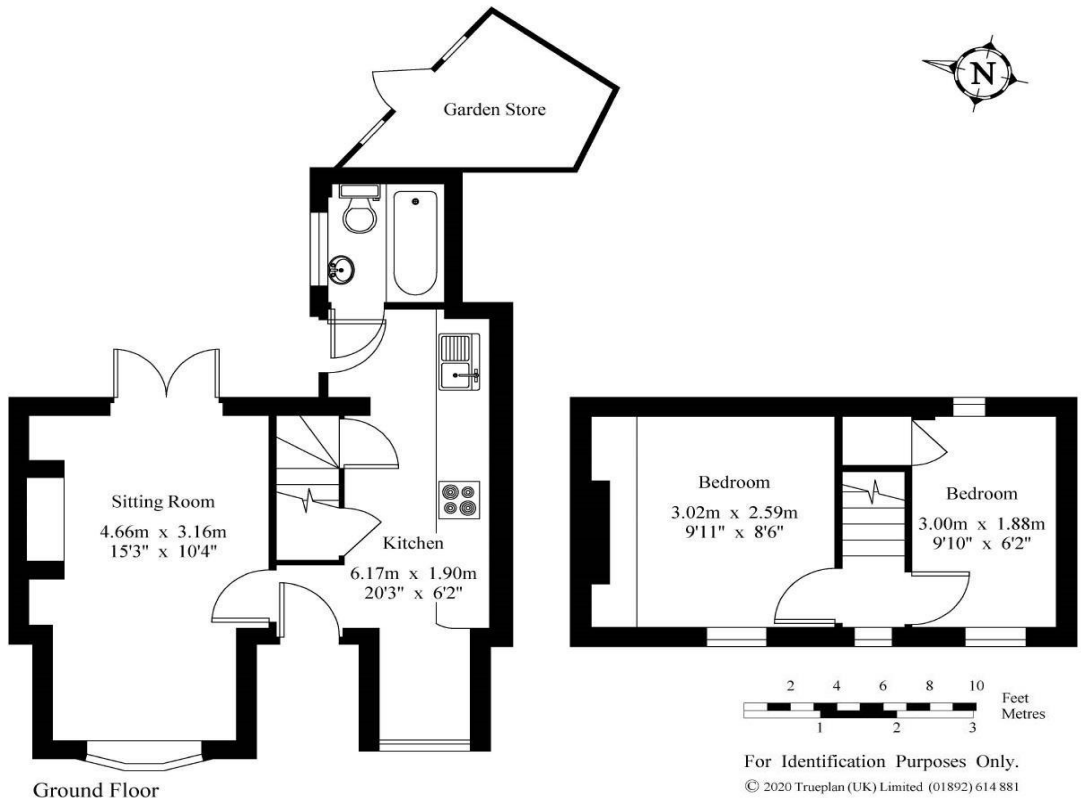 Garden Store
N
Sitting Room
4.66m x 3.16m
15'3" x 10'4"
Kitchen
6.17m x 1.90m
20'3" x 6'2"
Ground Floor
Bedroom
3.02m x 2.59m
9'11" x 8'6"
Bedroom
3.00m x 1.88m
9'10" x 6'2"
2 4 6 8 10 Feet
1 2 3 Metres
For Identification Purposes Only.
© 2020 Trueplan (UK) Limited (01892) 614 881